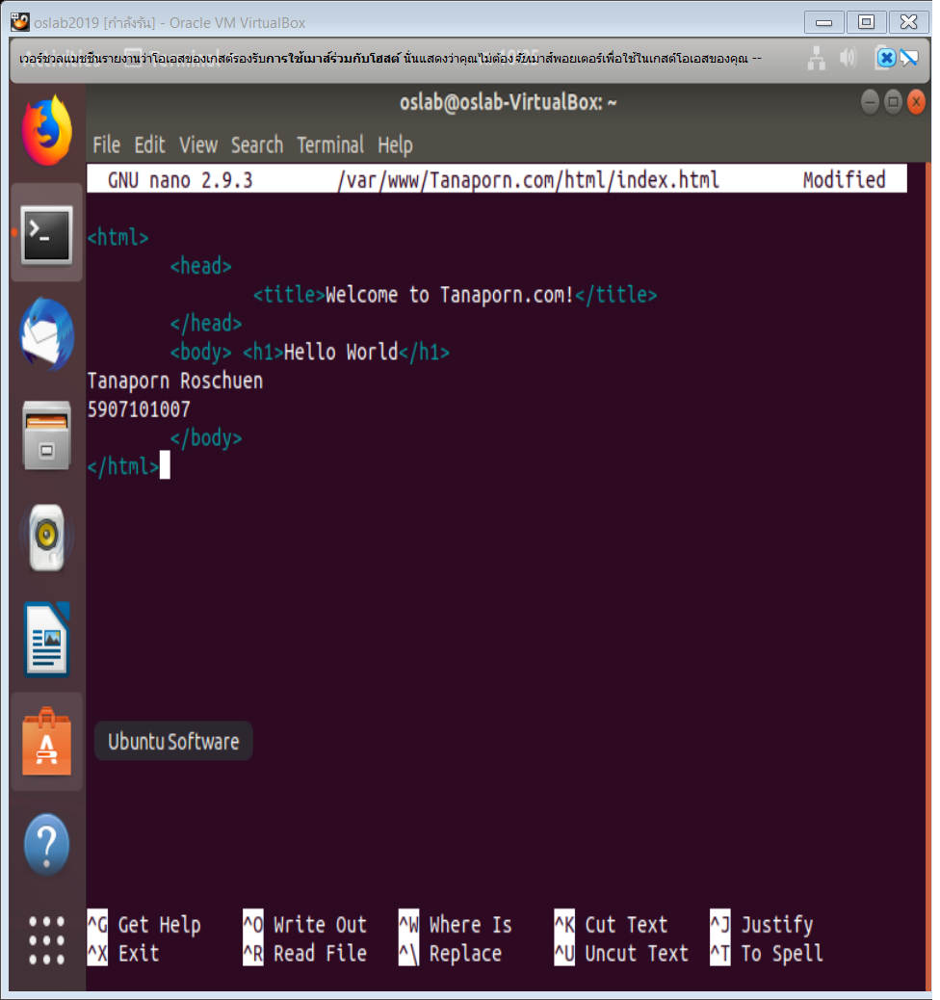 oslab2019 [กำลังรัน] - Oracle VM VirtualBox
เวอร์ชวลแมชชีนรายงานว่าโอเอสของเกสต์รองรับการใช้เมาส์ร่วมกับโฮสต์ นั่นแสดงว่าคุณไม่ต้อง จับเมาส์พอยเตอร์เพื่อใช้ในเกสต์โอเอสของคุณ --
oslab@oslab-VirtualBox: ~
File Edit View Search Terminal Help
GNU nano 2.9.3 /var/www/Tanaporn.com/html/index.html Modified
<html>
<head>
<title>Welcome to Tanaporn.com!</title>
</head>
<body> <h1>Hello World</h1>
Tanaporn Roschuen
5907101007
</body>
</html>
Ubuntu Software
^G Get Help ^O Write Out ^W Where Is ^K Cut Text ^J Justify
^X Exit ^R Read File ^\ Replace ^U Uncut Text ^T To Spell